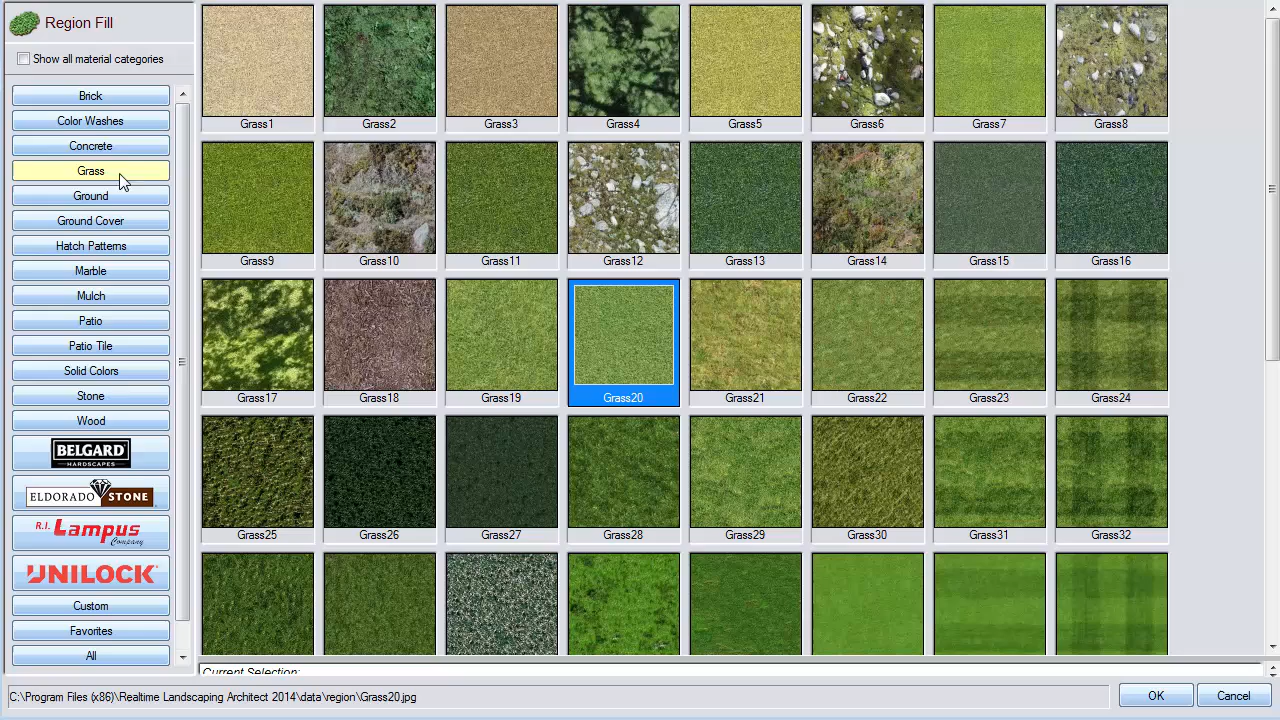 Region Fill
Show all material categories
Brick
Color Washes
Concrete
Grass
Ground
Ground Cover
Hatch Patterns
Marble
Mulch
Patio
Patio Tile
Solid Colors
Stone
Wood
BELGARD
HARDSCAPES
ELDORADO STONE
R.I. Lampus
Company
UNILOCK
Custom
Favorites
All
Grass1 Grass2 Grass3 Grass4 Grass5 Grass6 Grass7 Grass8
Grass9 Grass10 Grass11 Grass12 Grass13 Grass14 Grass15 Grass16
Grass17 Grass18 Grass19 Grass20 Grass21 Grass22 Grass23 Grass24
Grass25 Grass26 Grass27 Grass28 Grass29 Grass30 Grass31 Grass32
Current Selection:
C:\Program Files (x86)\Realtime Landscaping Architect 2014\data\region\Grass20.jpg
OK Cancel